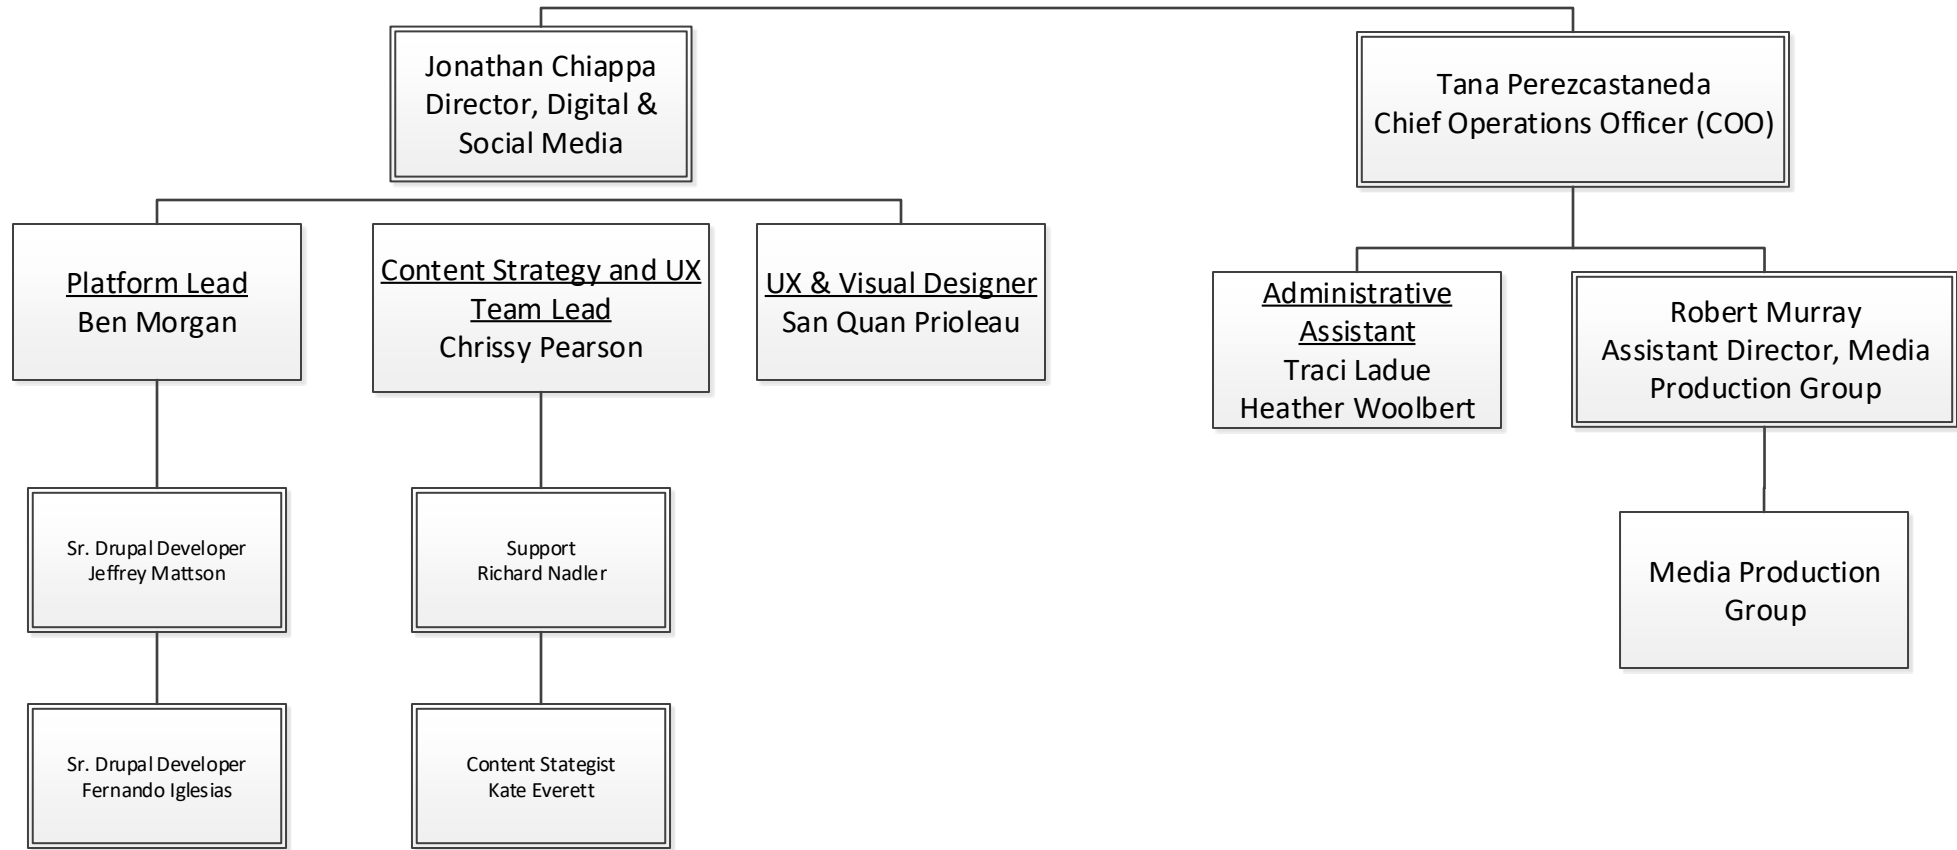 Jonathan Chiappa
Director, Digital &
Social Media
Tana Perezcastaneda
Chief Operations Officer (COO)
Platform Lead
Ben Morgan
Content Strategy and UX
Team Lead
Chrissy Pearson
UX & Visual Designer
San Quan Prioleau
Administrative
Assistant
Traci Ladue
Heather Woolbert
Robert Murray
Assistant Director, Media
Production Group
Sr. Drupal Developer
Jeffrey Mattson
Support
Richard Nadler
Media Production
Group
Sr. Drupal Developer
Fernando Iglesias
Content Stategist
Kate Everett